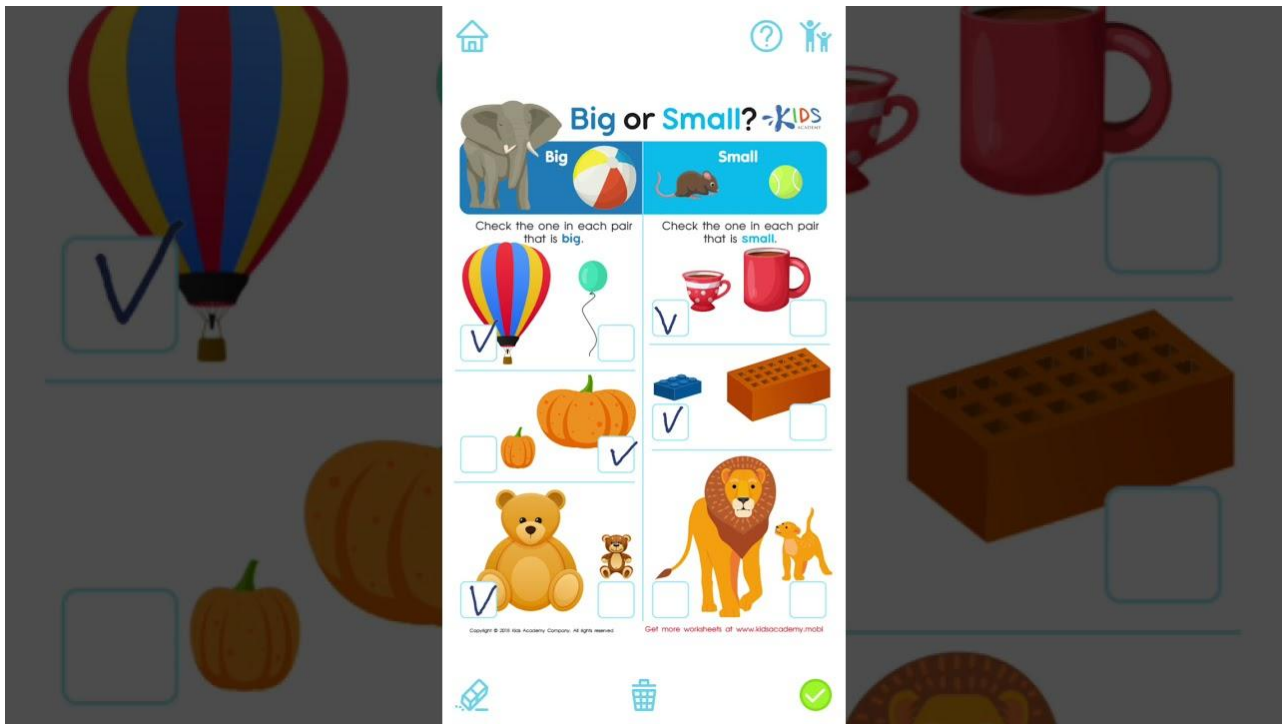 Big or Small? KIDS
ACADEMY
Big
Small
Check the one in each pair
that is big.
Check the one in each pair
that is small.
Copyright © 2018 Kids Academy Company. All rights reserved
Get more worksheets at www.kidsacademy.mobi